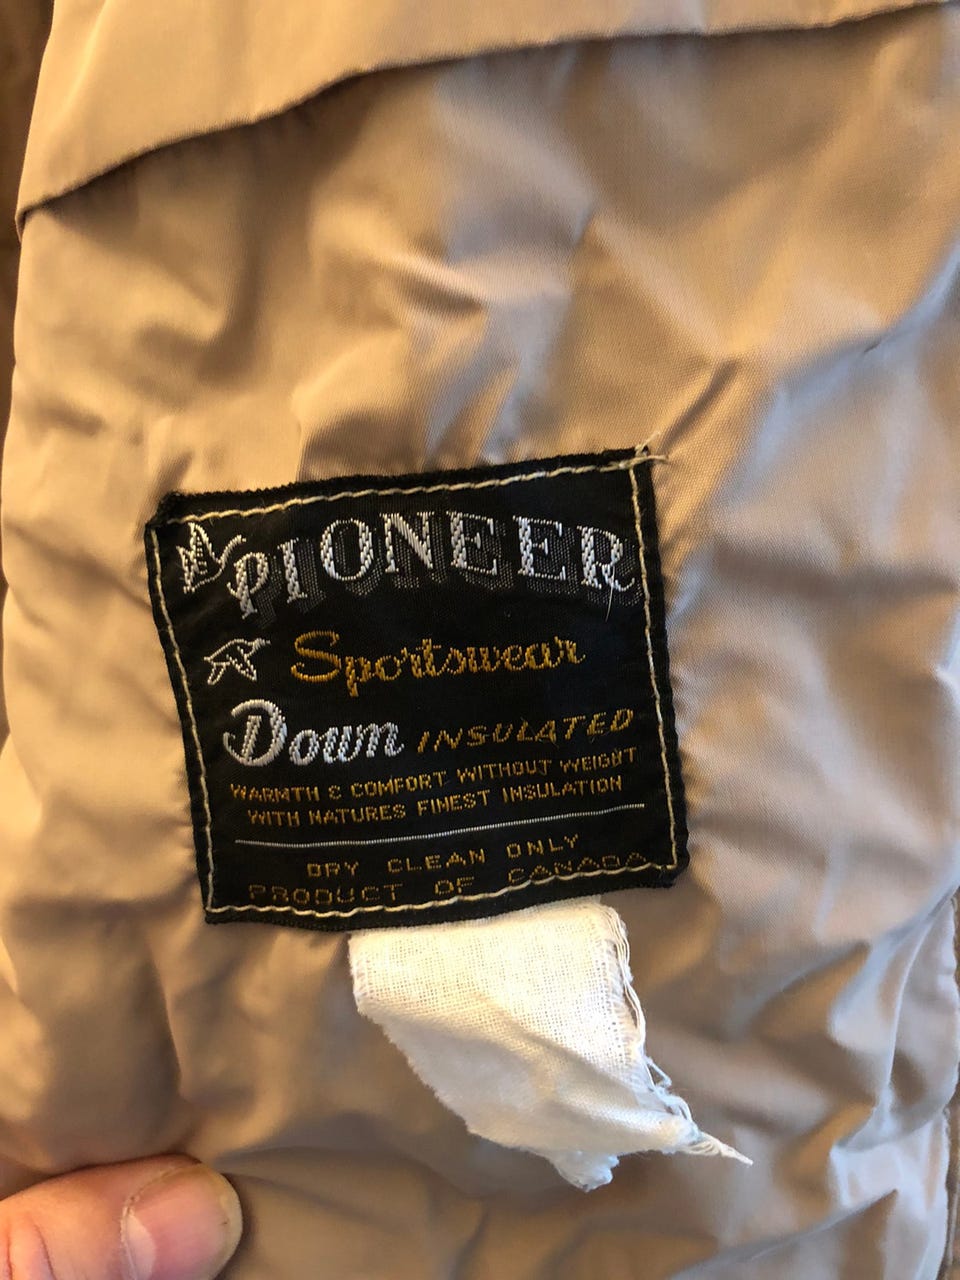 PIONEER
Sportswear
Down INSULATED
WARMTH & COMFORT WITHOUT WEIGHT
WITH NATURES FINEST INSULATION
DRY CLEAN ONLY
PRODUCT OF CANADA